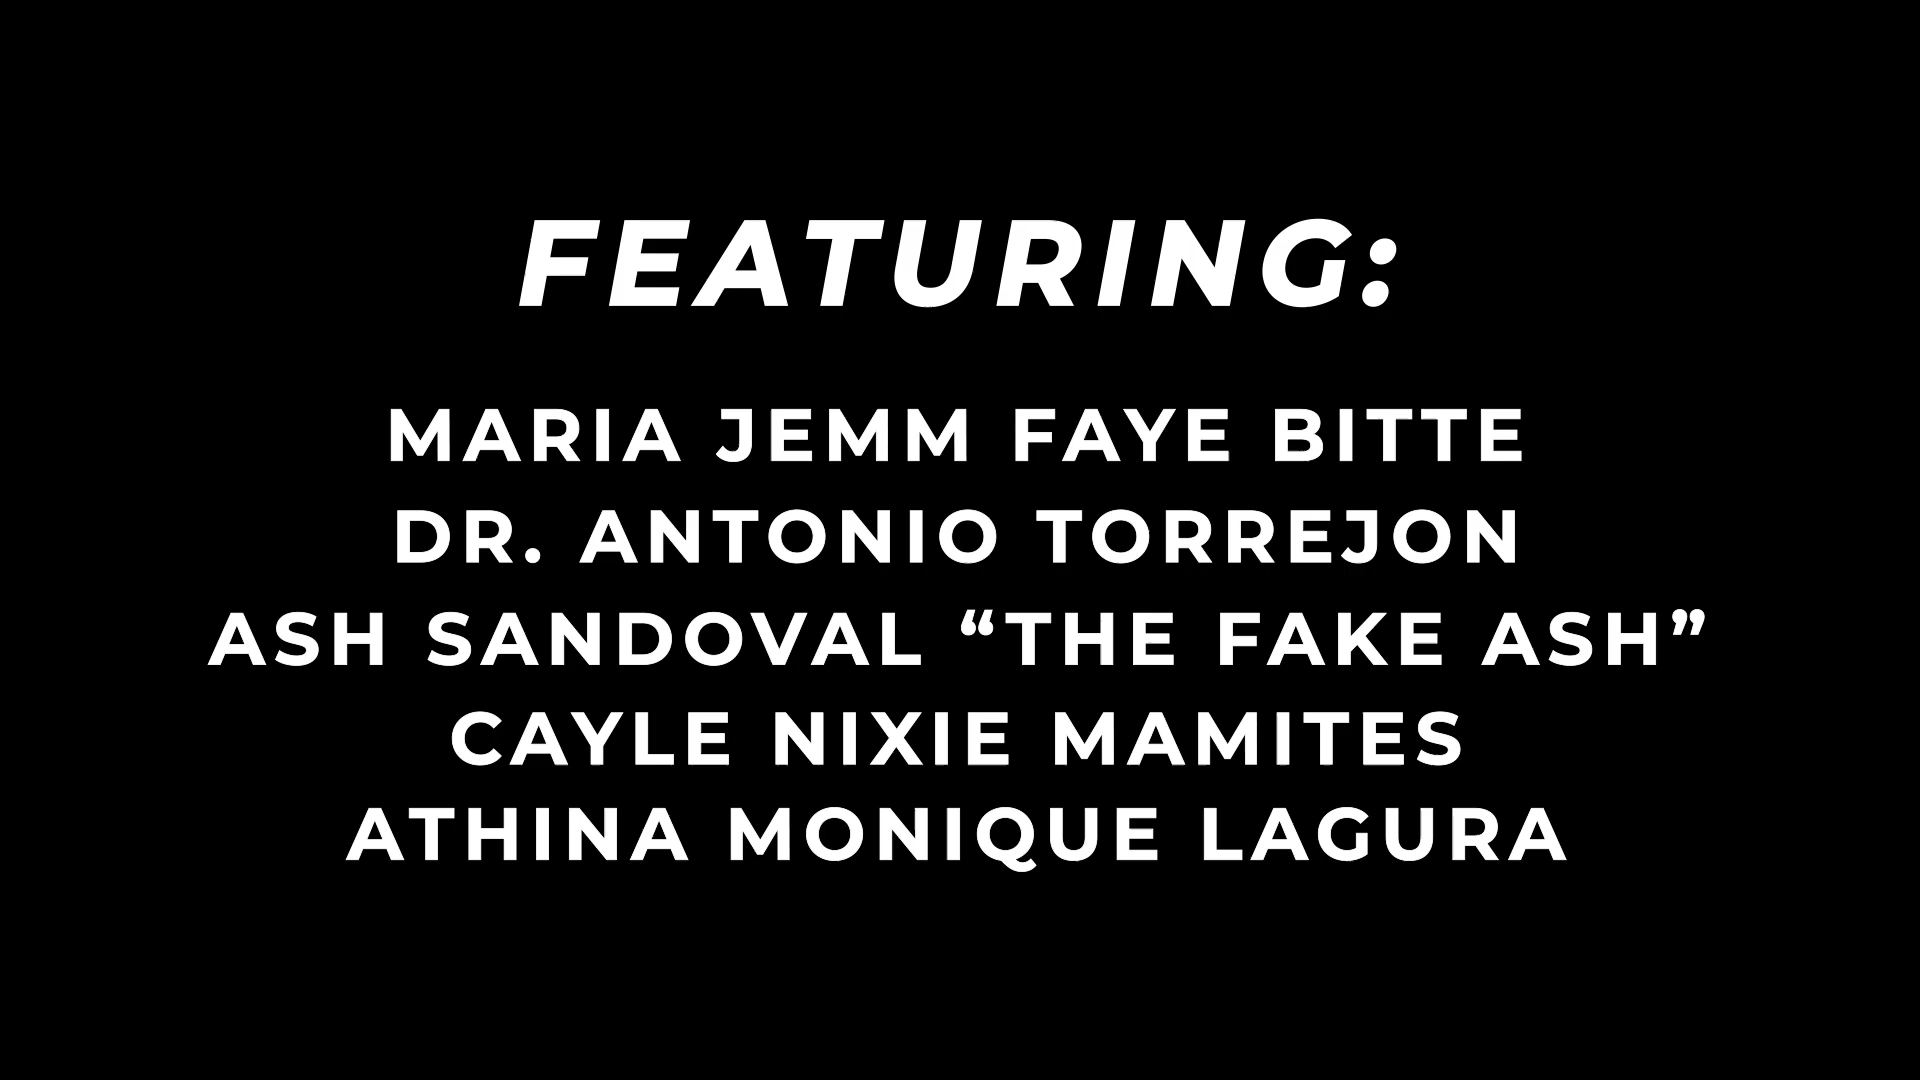 FEATURING:
MARIA JEMM FAYE BITTE
DR. ANTONIO TORREJON
ASH SANDOVAL “THE FAKE ASH”
CAYLE NIXIE MAMITES
ATHINA MONIQUE LAGURA